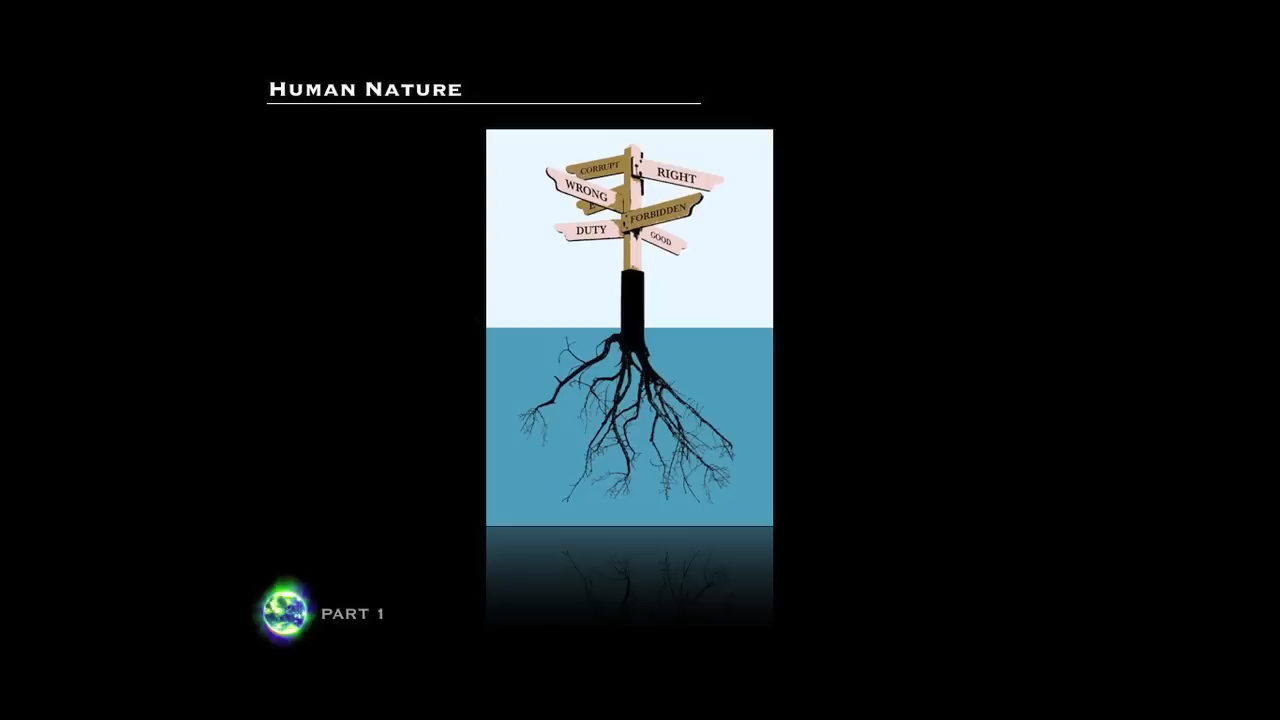 HUMAN NATURE
CORRUPT
RIGHT
WRONG
FORBIDDEN
DUTY
GOOD
PART 1